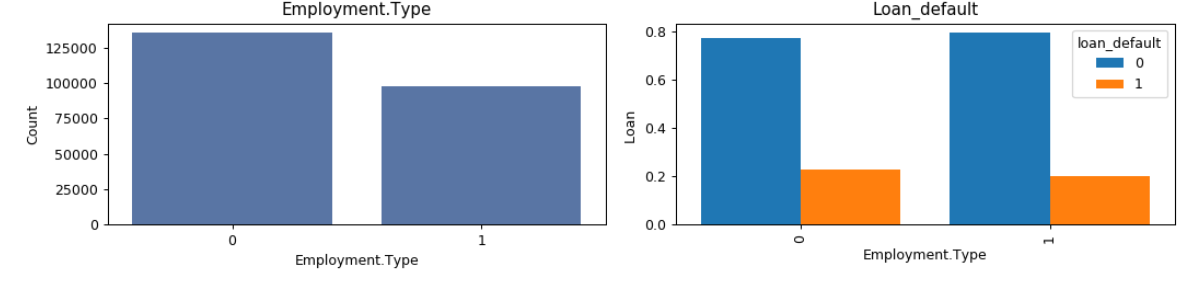 Employment.Type
125000
100000
75000
50000
25000
0
Count
0 1
Employment.Type
Loan_default
0.8
0.6
0.4
0.2
0.0
Loan
loan_default
0
1
0 1
Employment.Type